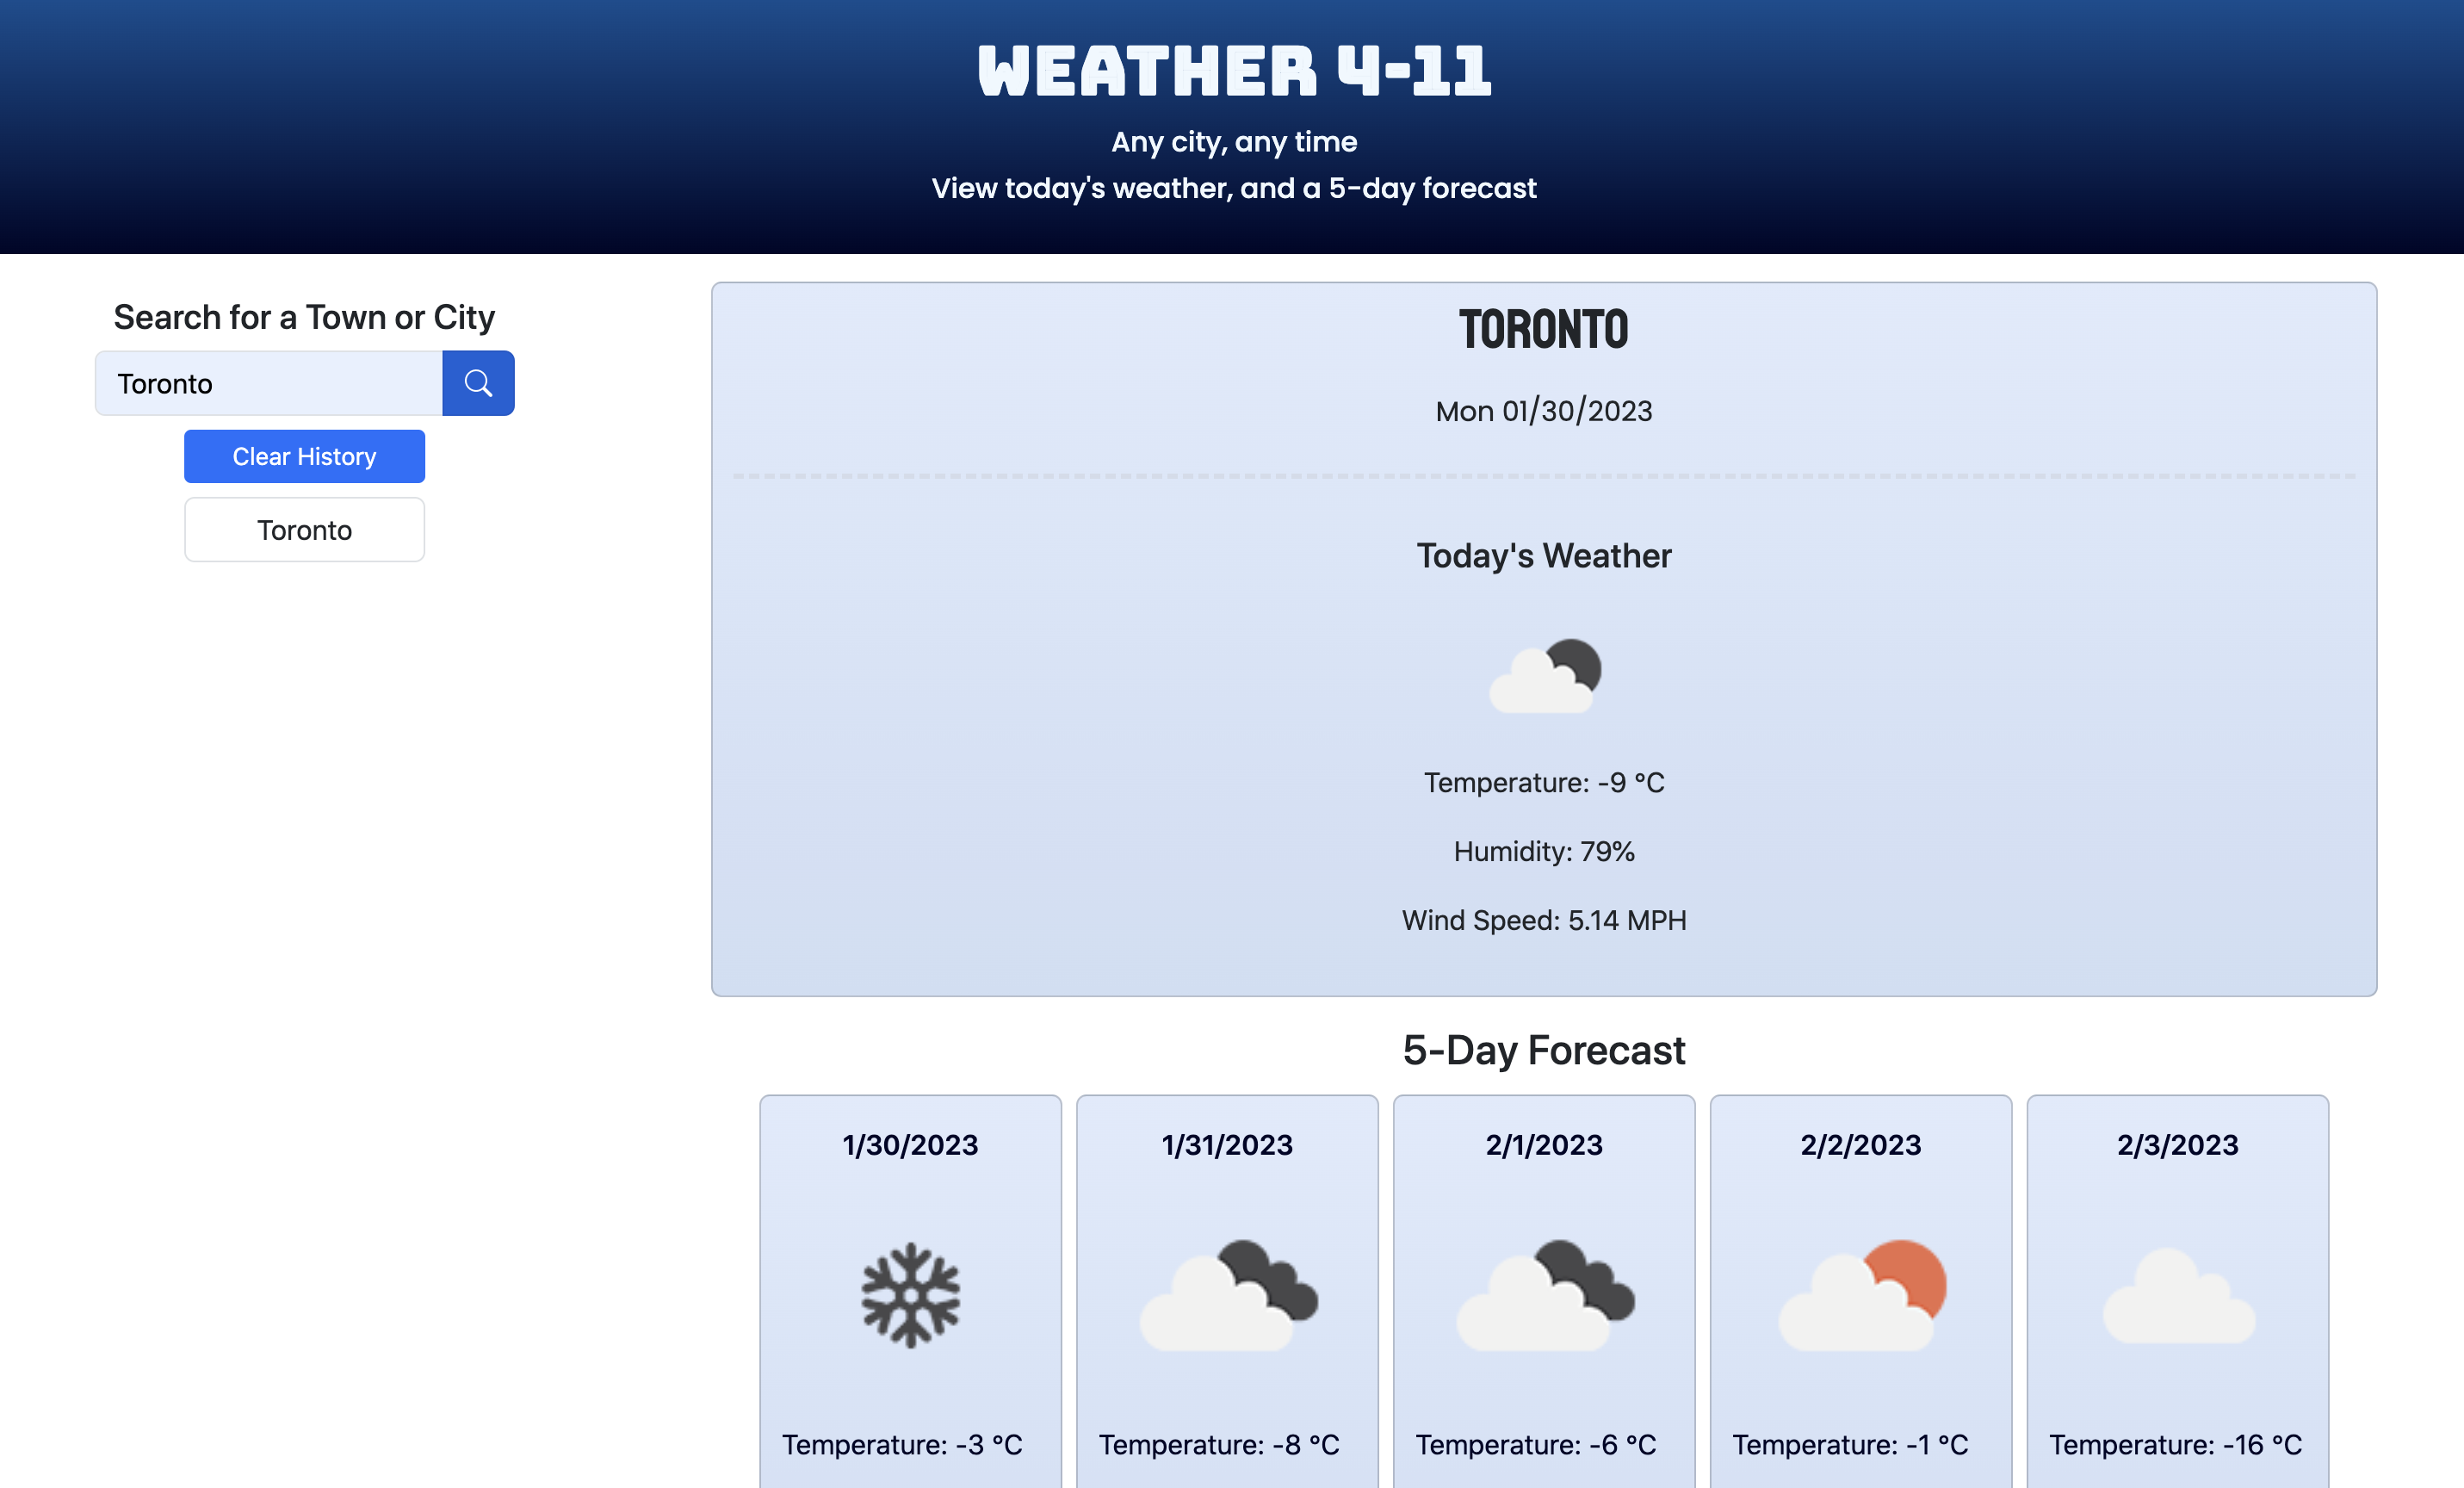 WEATHER 4-11
Any city, any time
View today's weather, and a 5-day forecast
Search for a Town or City
Toronto
Clear History
Toronto
TORONTO
Mon 01/30/2023
Today's Weather
Temperature: -9 °C
Humidity: 79%
Wind Speed: 5.14 MPH
5-Day Forecast
1/30/2023
Temperature: -3 °C
1/31/2023
Temperature: -8 °C
2/1/2023
Temperature: -6 °C
2/2/2023
Temperature: -1 °C
2/3/2023
Temperature: -16 °C